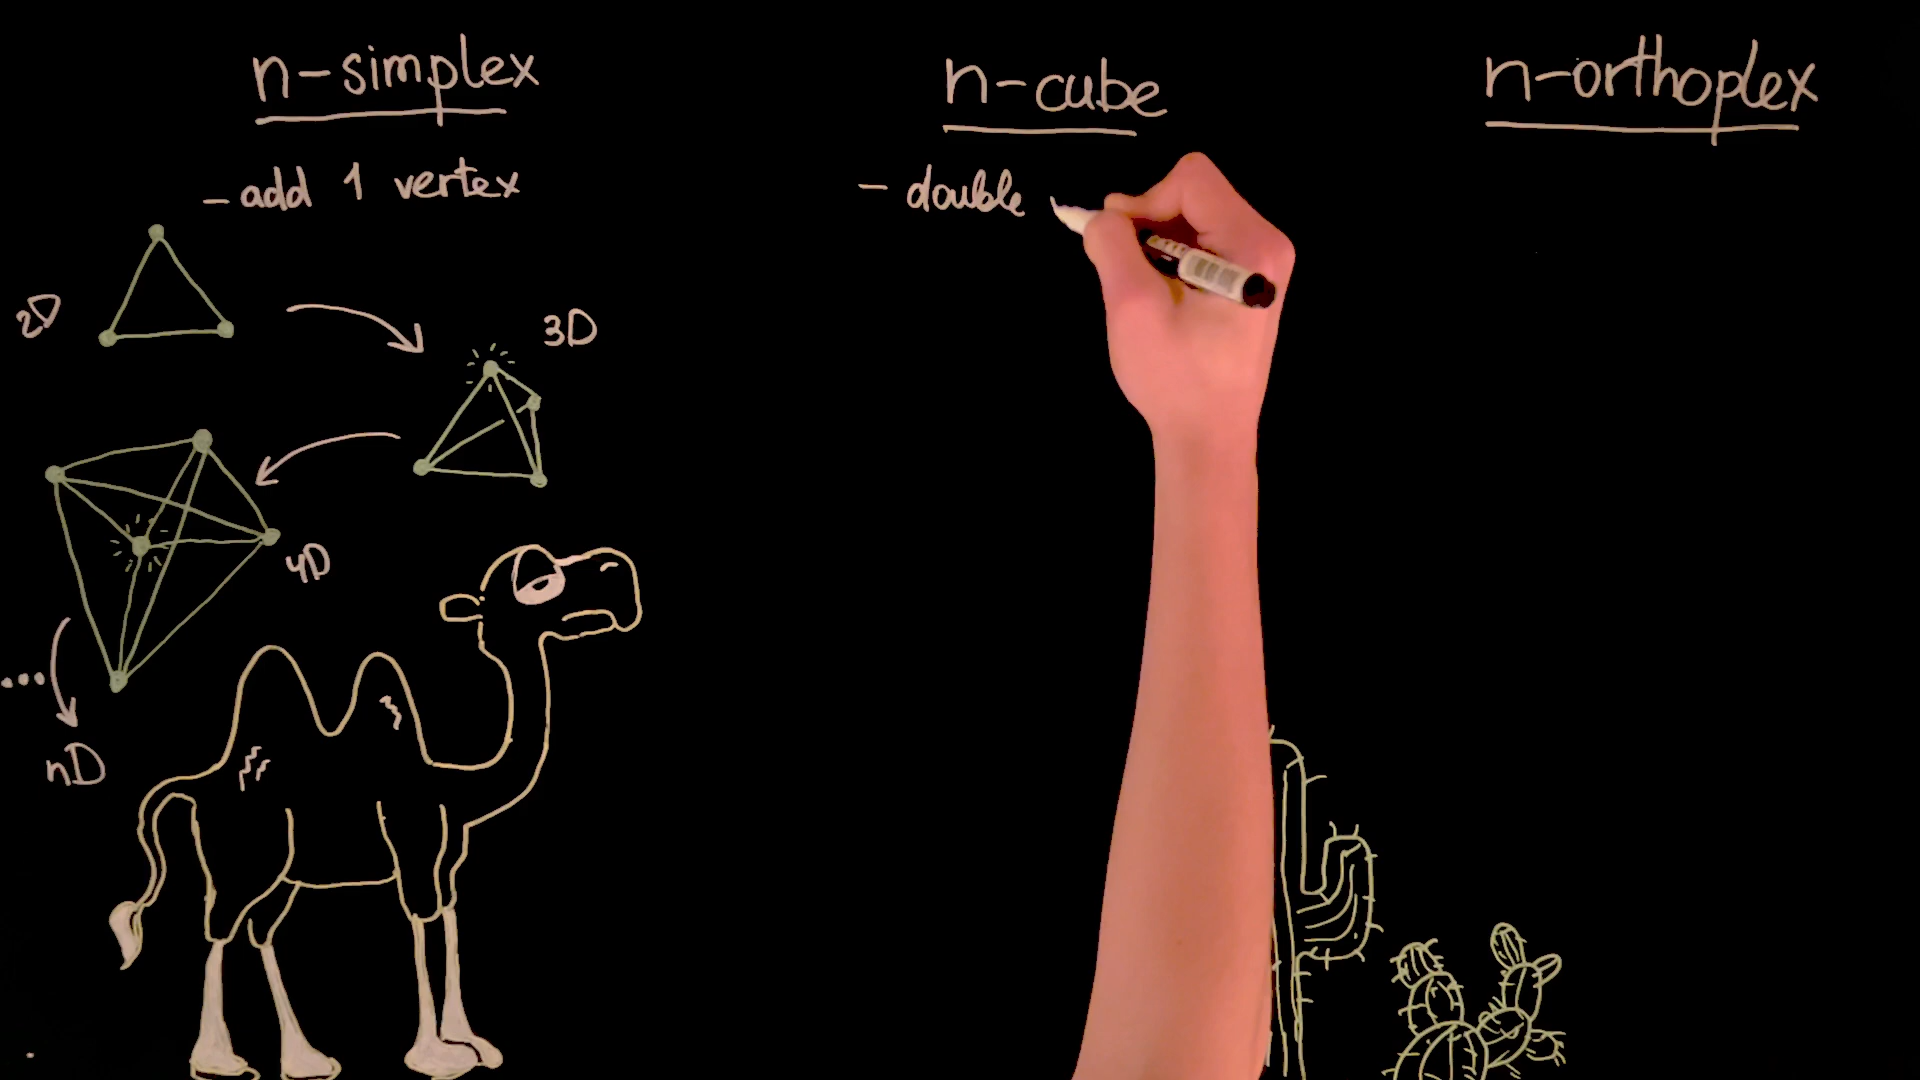 n-simplex
- add 1 vertex
2D
3D
4D
...
nD
n-cube
- double
n-orthoplex